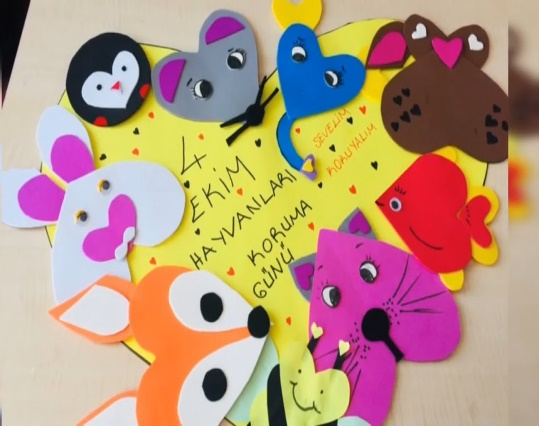 4
EKİM
HAYVANLARI
KORUMA
GÜNÜ
SEVELİM
KORUYALIM